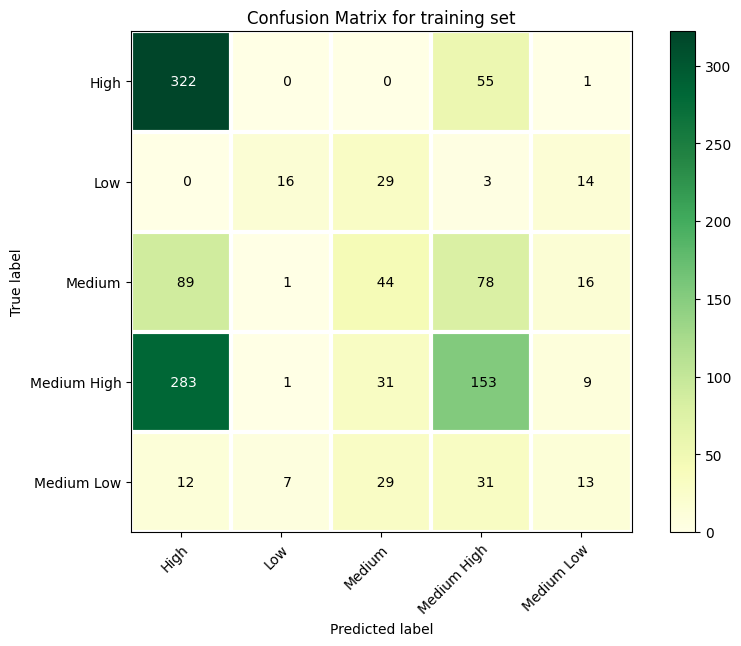 Confusion Matrix for training set
True label
High 322 0 0 55 1
Low 0 16 29 3 14
Medium 89 1 44 78 16
Medium High 283 1 31 153 9
Medium Low 12 7 29 31 13
High Low Medium Medium High Medium Low
Predicted label
300
250
200
150
100
50
0